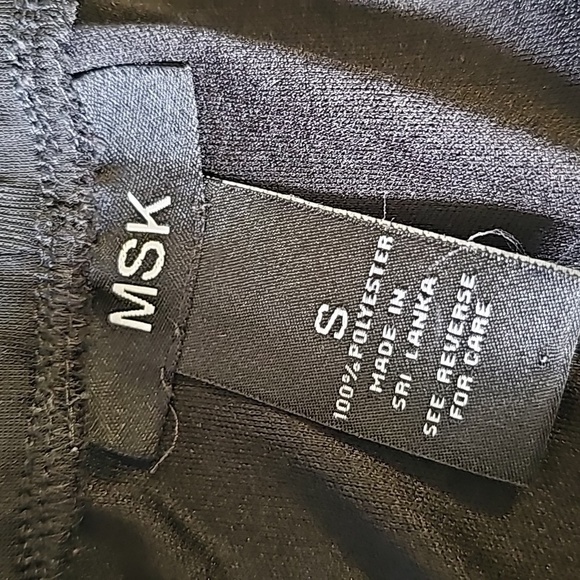 MSK
S
100% POLYESTER
MADE IN
SRI LANKA
SEE REVERSE
FOR CARE